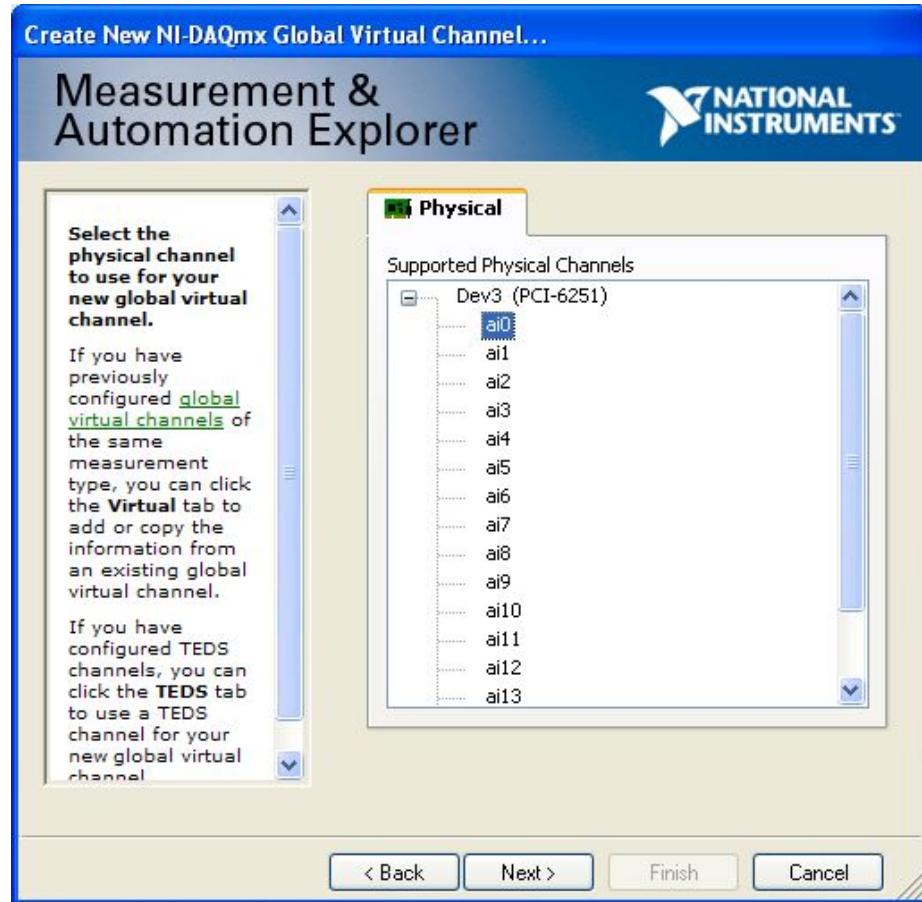 Create New NI-DAQmx Global Virtual Channel...
Measurement &
Automation Explorer
NATIONAL
INSTRUMENTS
Select the
physical channel
to use for your
new global virtual
channel.
If you have
previously
configured global
virtual channels of
the same
measurement
type, you can click
the Virtual tab to
add or copy the
information from
an existing global
virtual channel.
If you have
configured TEDS
channels, you can
click the TEDS tab
to use a TEDS
channel for your
new global virtual
channel
Physical
Supported Physical Channels
Dev3 (PCI-6251)
ai0
ai1
ai2
ai3
ai4
ai5
ai6
ai7
ai8
ai9
ai10
ai11
ai12
ai13
< Back
Next >
Finish
Cancel